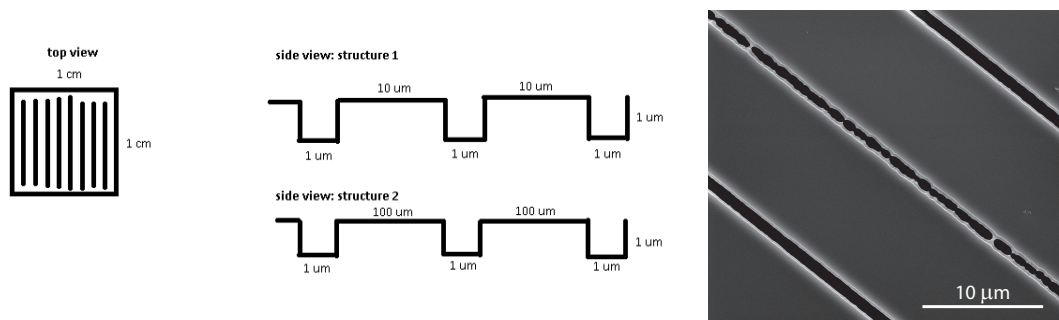 top view
1 cm
1 cm
side view: structure 1
10 um
10 um
1 um
1 um
1 um
1 um
side view: structure 2
100 um
100 um
1 um
1 um
1 um
1 um
10 μm